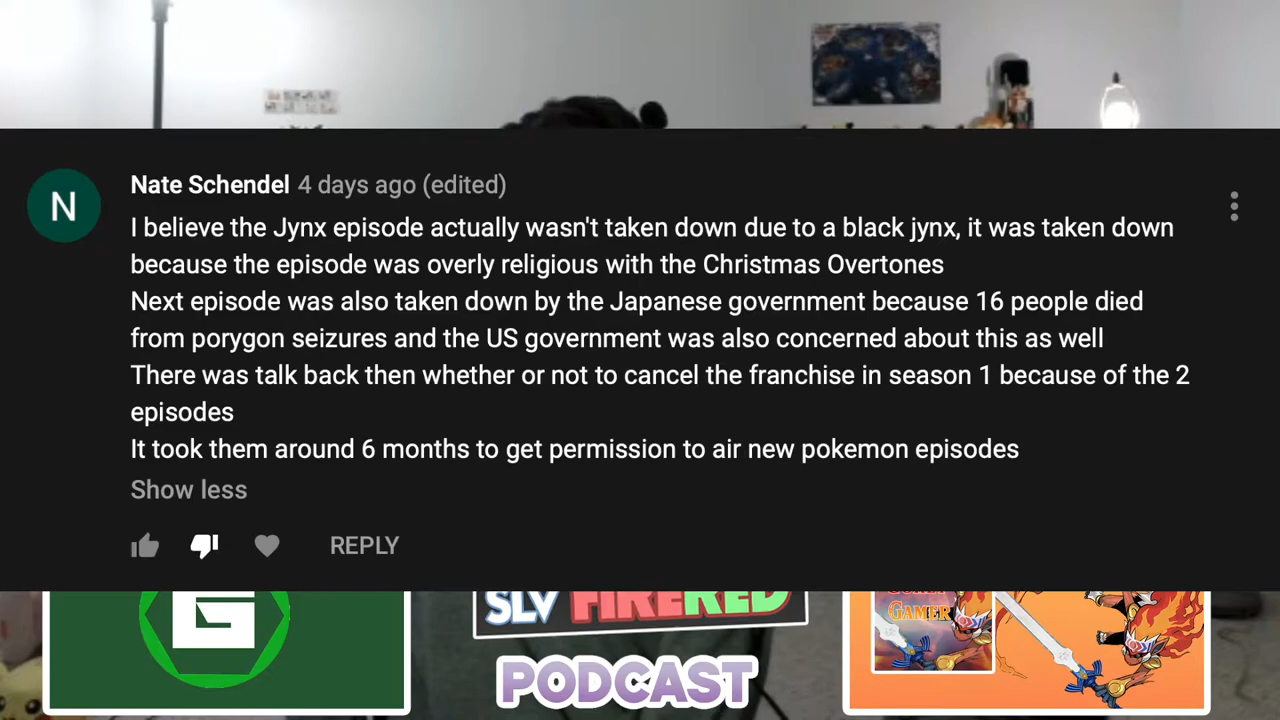 N
Nate Schendel 4 days ago (edited)
I believe the Jynx episode actually wasn't taken down due to a black jynx, it was taken down
because the episode was overly religious with the Christmas Overtones
Next episode was also taken down by the Japanese government because 16 people died
from porygon seizures and the US government was also concerned about this as well
There was talk back then whether or not to cancel the franchise in season 1 because of the 2
episodes
It took them around 6 months to get permission to air new pokemon episodes
Show less
REPLY
G
SLV FIRERED
GAMER
PODCAST